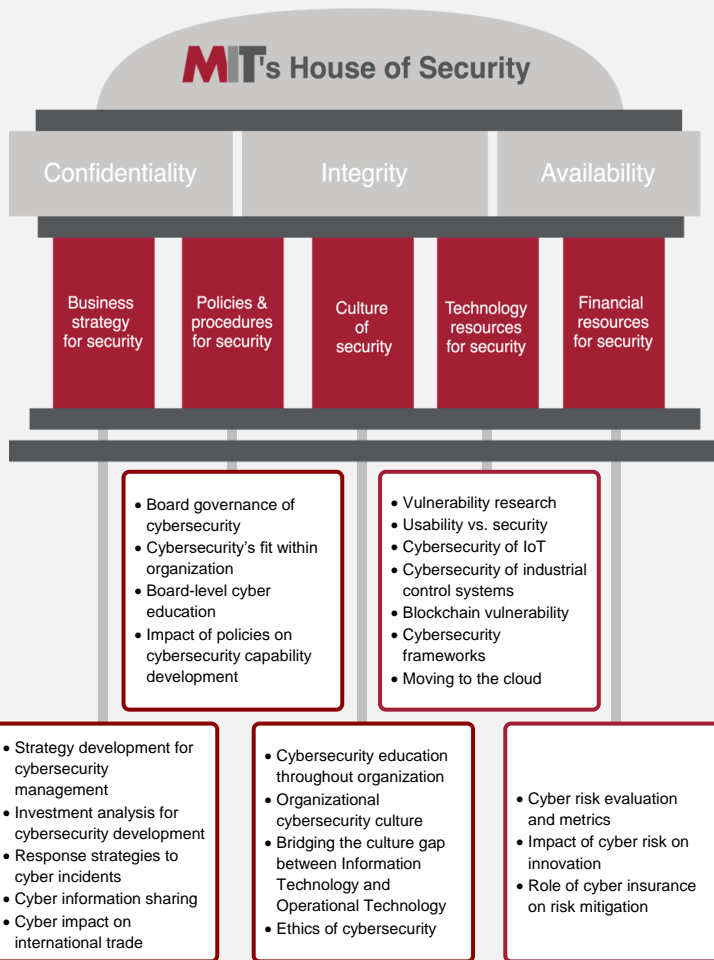 MIT's House of Security
Confidentiality
Integrity
Availability
Business
strategy
for security
Policies &
procedures
for security
Culture
of
security
Technology
resources
for security
Financial
resources
for security
• Board governance of
cybersecurity
• Cybersecurity's fit within
organization
• Board-level cyber
education
• Impact of policies on
cybersecurity capability
development
• Vulnerability research
• Usability vs. security
• Cybersecurity of IoT
• Cybersecurity of industrial
control systems
• Blockchain vulnerability
• Cybersecurity
frameworks
• Moving to the cloud
• Strategy development for
cybersecurity
management
• Investment analysis for
cybersecurity development
• Response strategies to
cyber incidents
• Cyber information sharing
• Cyber impact on
international trade
• Cybersecurity education
throughout organization
• Organizational
cybersecurity culture
• Bridging the culture gap
between Information
Technology and
Operational Technology
• Ethics of cybersecurity
• Cyber risk evaluation
and metrics
• Impact of cyber risk on
innovation
• Role of cyber insurance
on risk mitigation